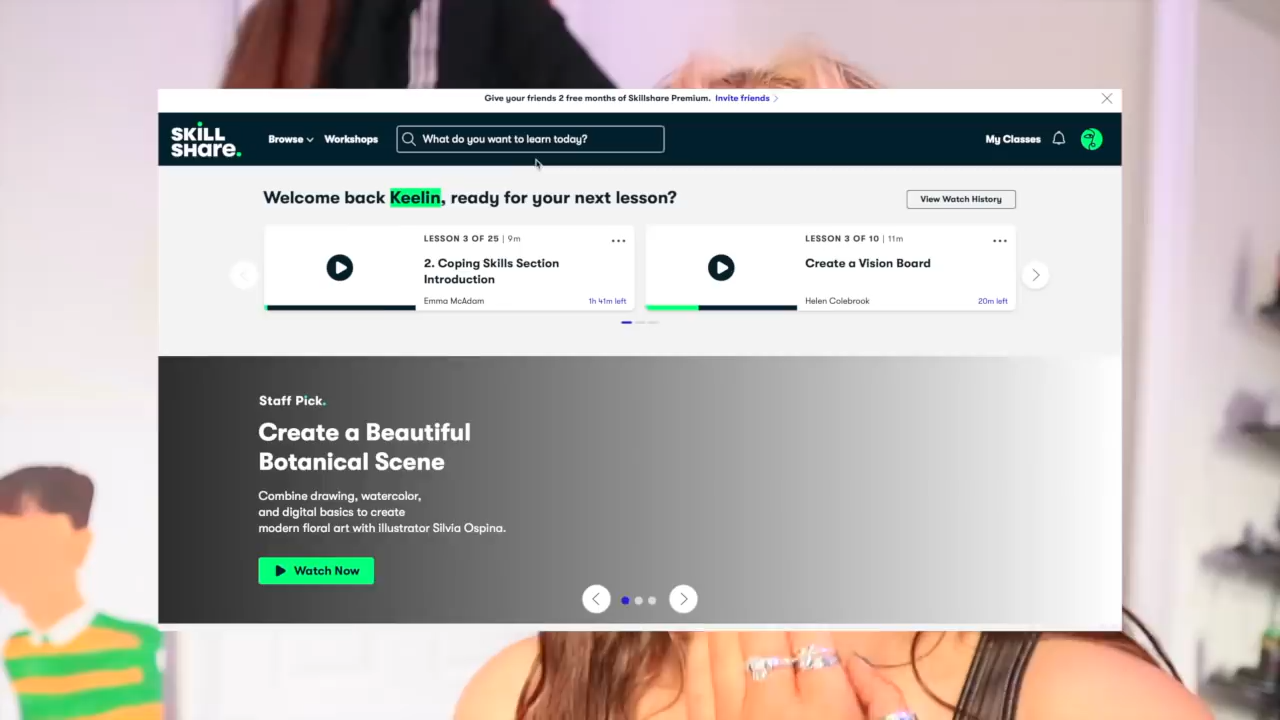 Give your friends 2 free months of Skillshare Premium. Invite friends
SKILL
SHare.
Browse
Workshops
What do you want to learn today?
My Classes
Welcome back Keelin, ready for your next lesson?
View Watch History
LESSON 3 OF 25 | 9m
2. Coping Skills Section
Introduction
Emma McAdam
1h 41m left
LESSON 3 OF 10 | 11m
Create a Vision Board
Helen Colebrook
20m left
Staff Pick.
Create a Beautiful
Botanical Scene
Combine drawing, watercolor,
and digital basics to create
modern floral art with illustrator Silvia Ospina.
Watch Now